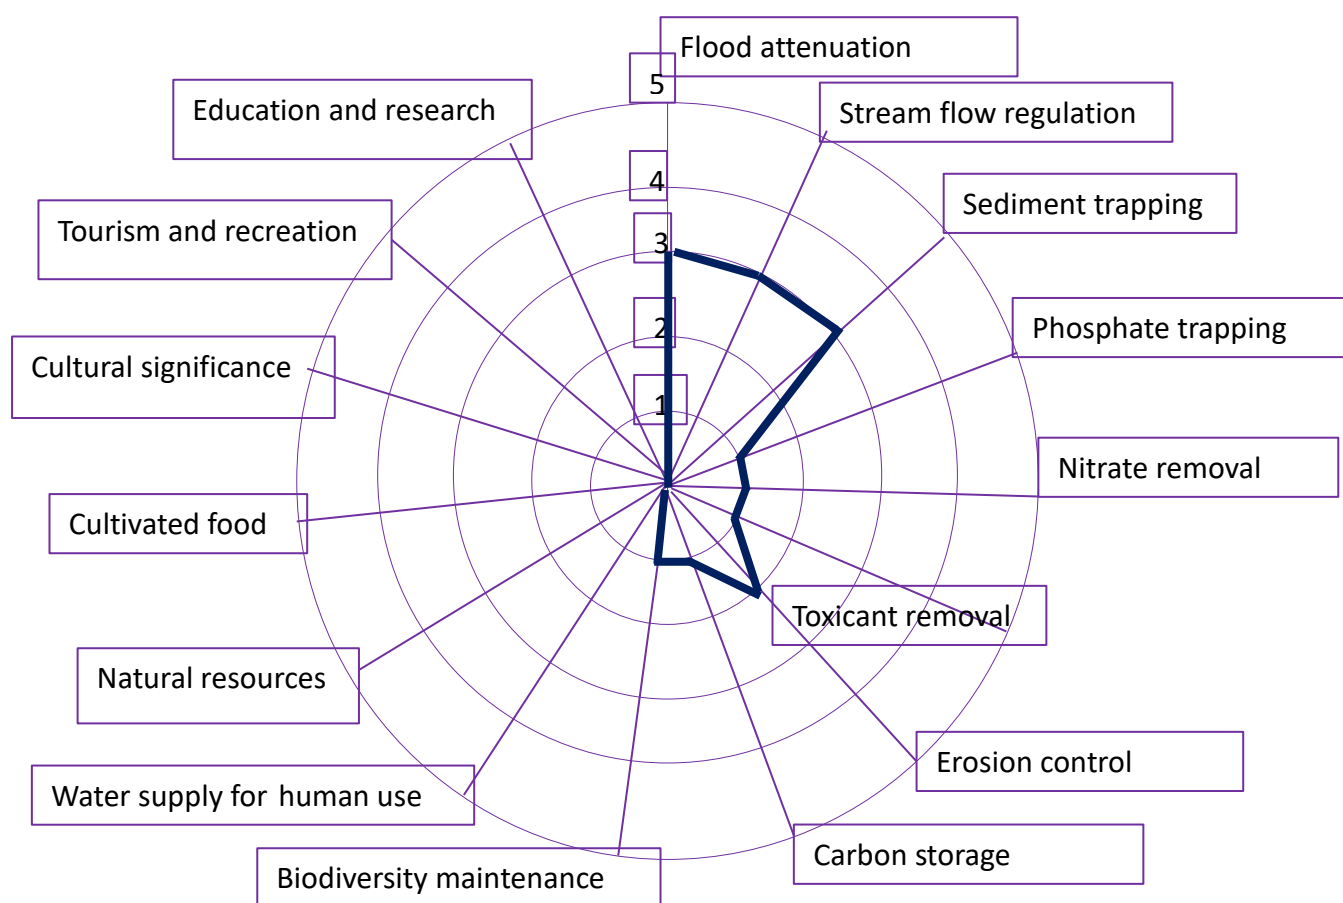 Flood attenuation
5
Education and research
Stream flow regulation
4
Sediment trapping
Tourism and recreation
3
Phosphate trapping
2
Cultural significance
1
Nitrate removal
Cultivated food
Toxicant removal
Natural resources
Erosion control
Water supply for human use
Carbon storage
Biodiversity maintenance